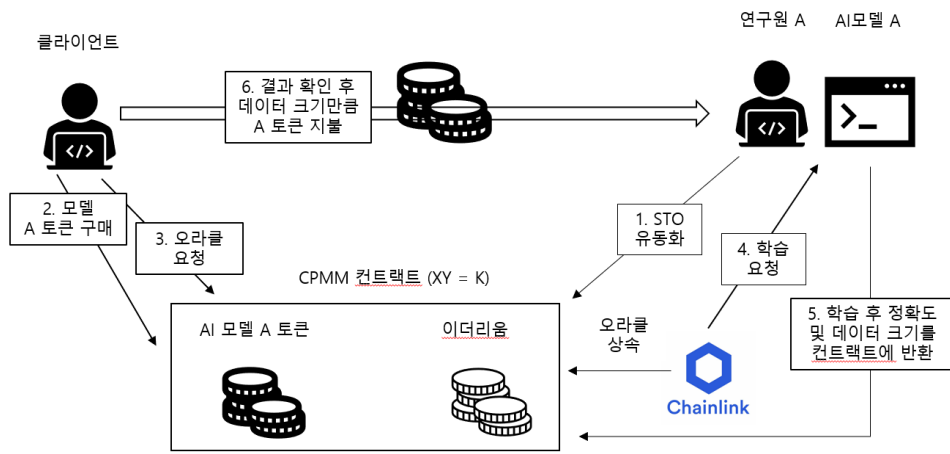 연구원 A
AI모델 A
클라이언트
6. 결과 확인 후
데이터 크기만큼
A 토큰 지불
</>
</>
>_
2. 모델
A 토큰 구매
3. 오라클
요청
1. STO
유동화
4. 학습
요청
CPMM 컨트랙트 (XY = K)
AI 모델 A 토큰
이더리움
오라클
상속
5. 학습 후 정확도
및 데이터 크기를
컨트랙트에 반환
Chainlink